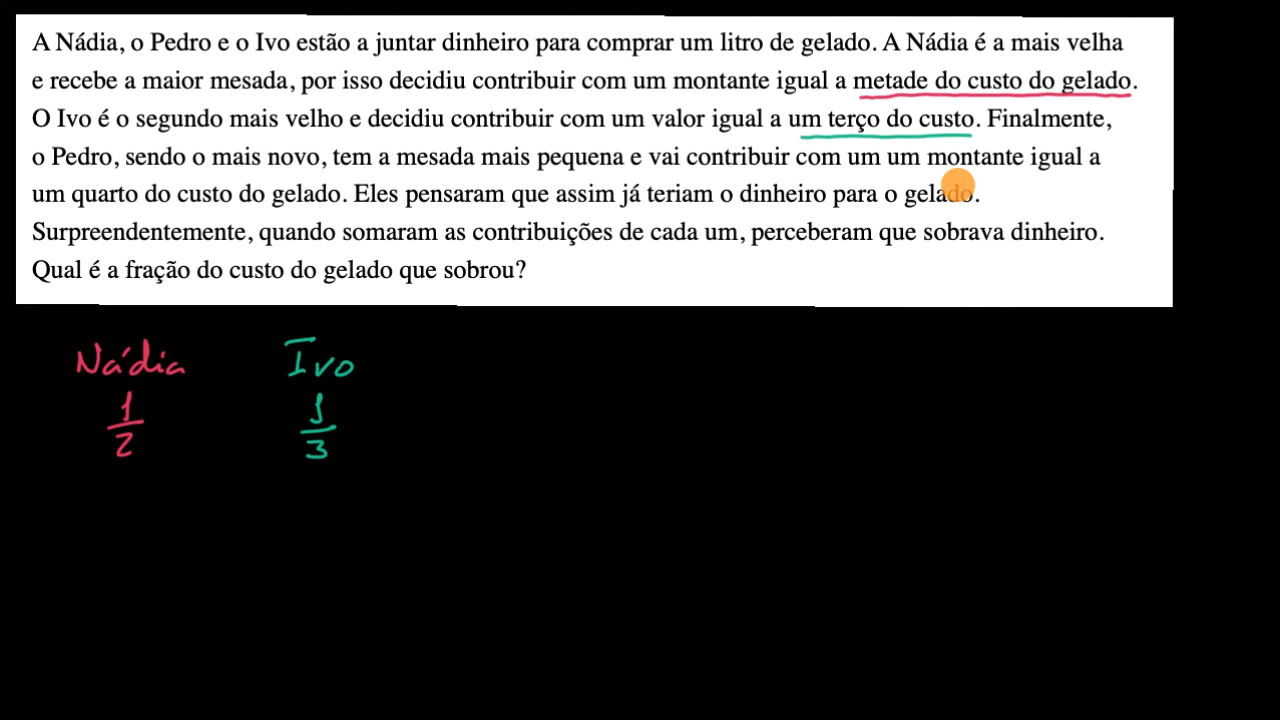 A Nádia, o Pedro e o Ivo estão a juntar dinheiro para comprar um litro de gelado. A Nádia é a mais velha
e recebe a maior mesada, por isso decidiu contribuir com um montante igual a metade do custo do gelado.
O Ivo é o segundo mais velho e decidiu contribuir com um valor igual a um terço do custo. Finalmente,
o Pedro, sendo o mais novo, tem a mesada mais pequena e vai contribuir com um um montante igual a
um quarto do custo do gelado. Eles pensaram que assim já teriam o dinheiro para o gelado.
Surpreendentemente, quando somaram as contribuições de cada um, perceberam que sobrava dinheiro.
Qual é a fração do custo do gelado que sobrou?
Nádia Ivo
1/2 1/3